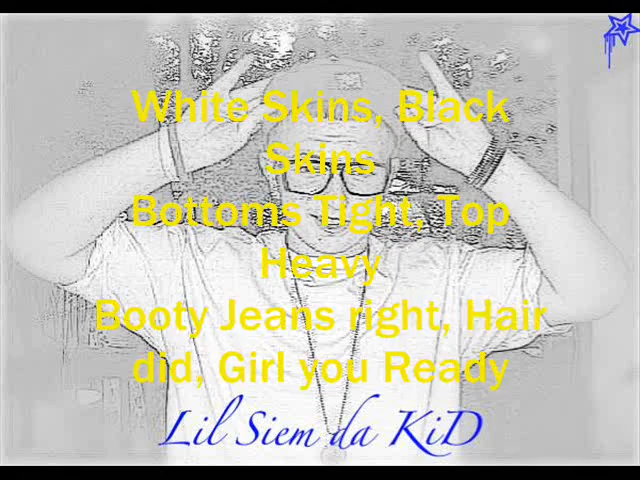 White Skins, Black
Skins
Bottoms Tight, Top
Heavy
Booty Jeans right, Hair
did, Girl you Ready
Lil Siem da KiD